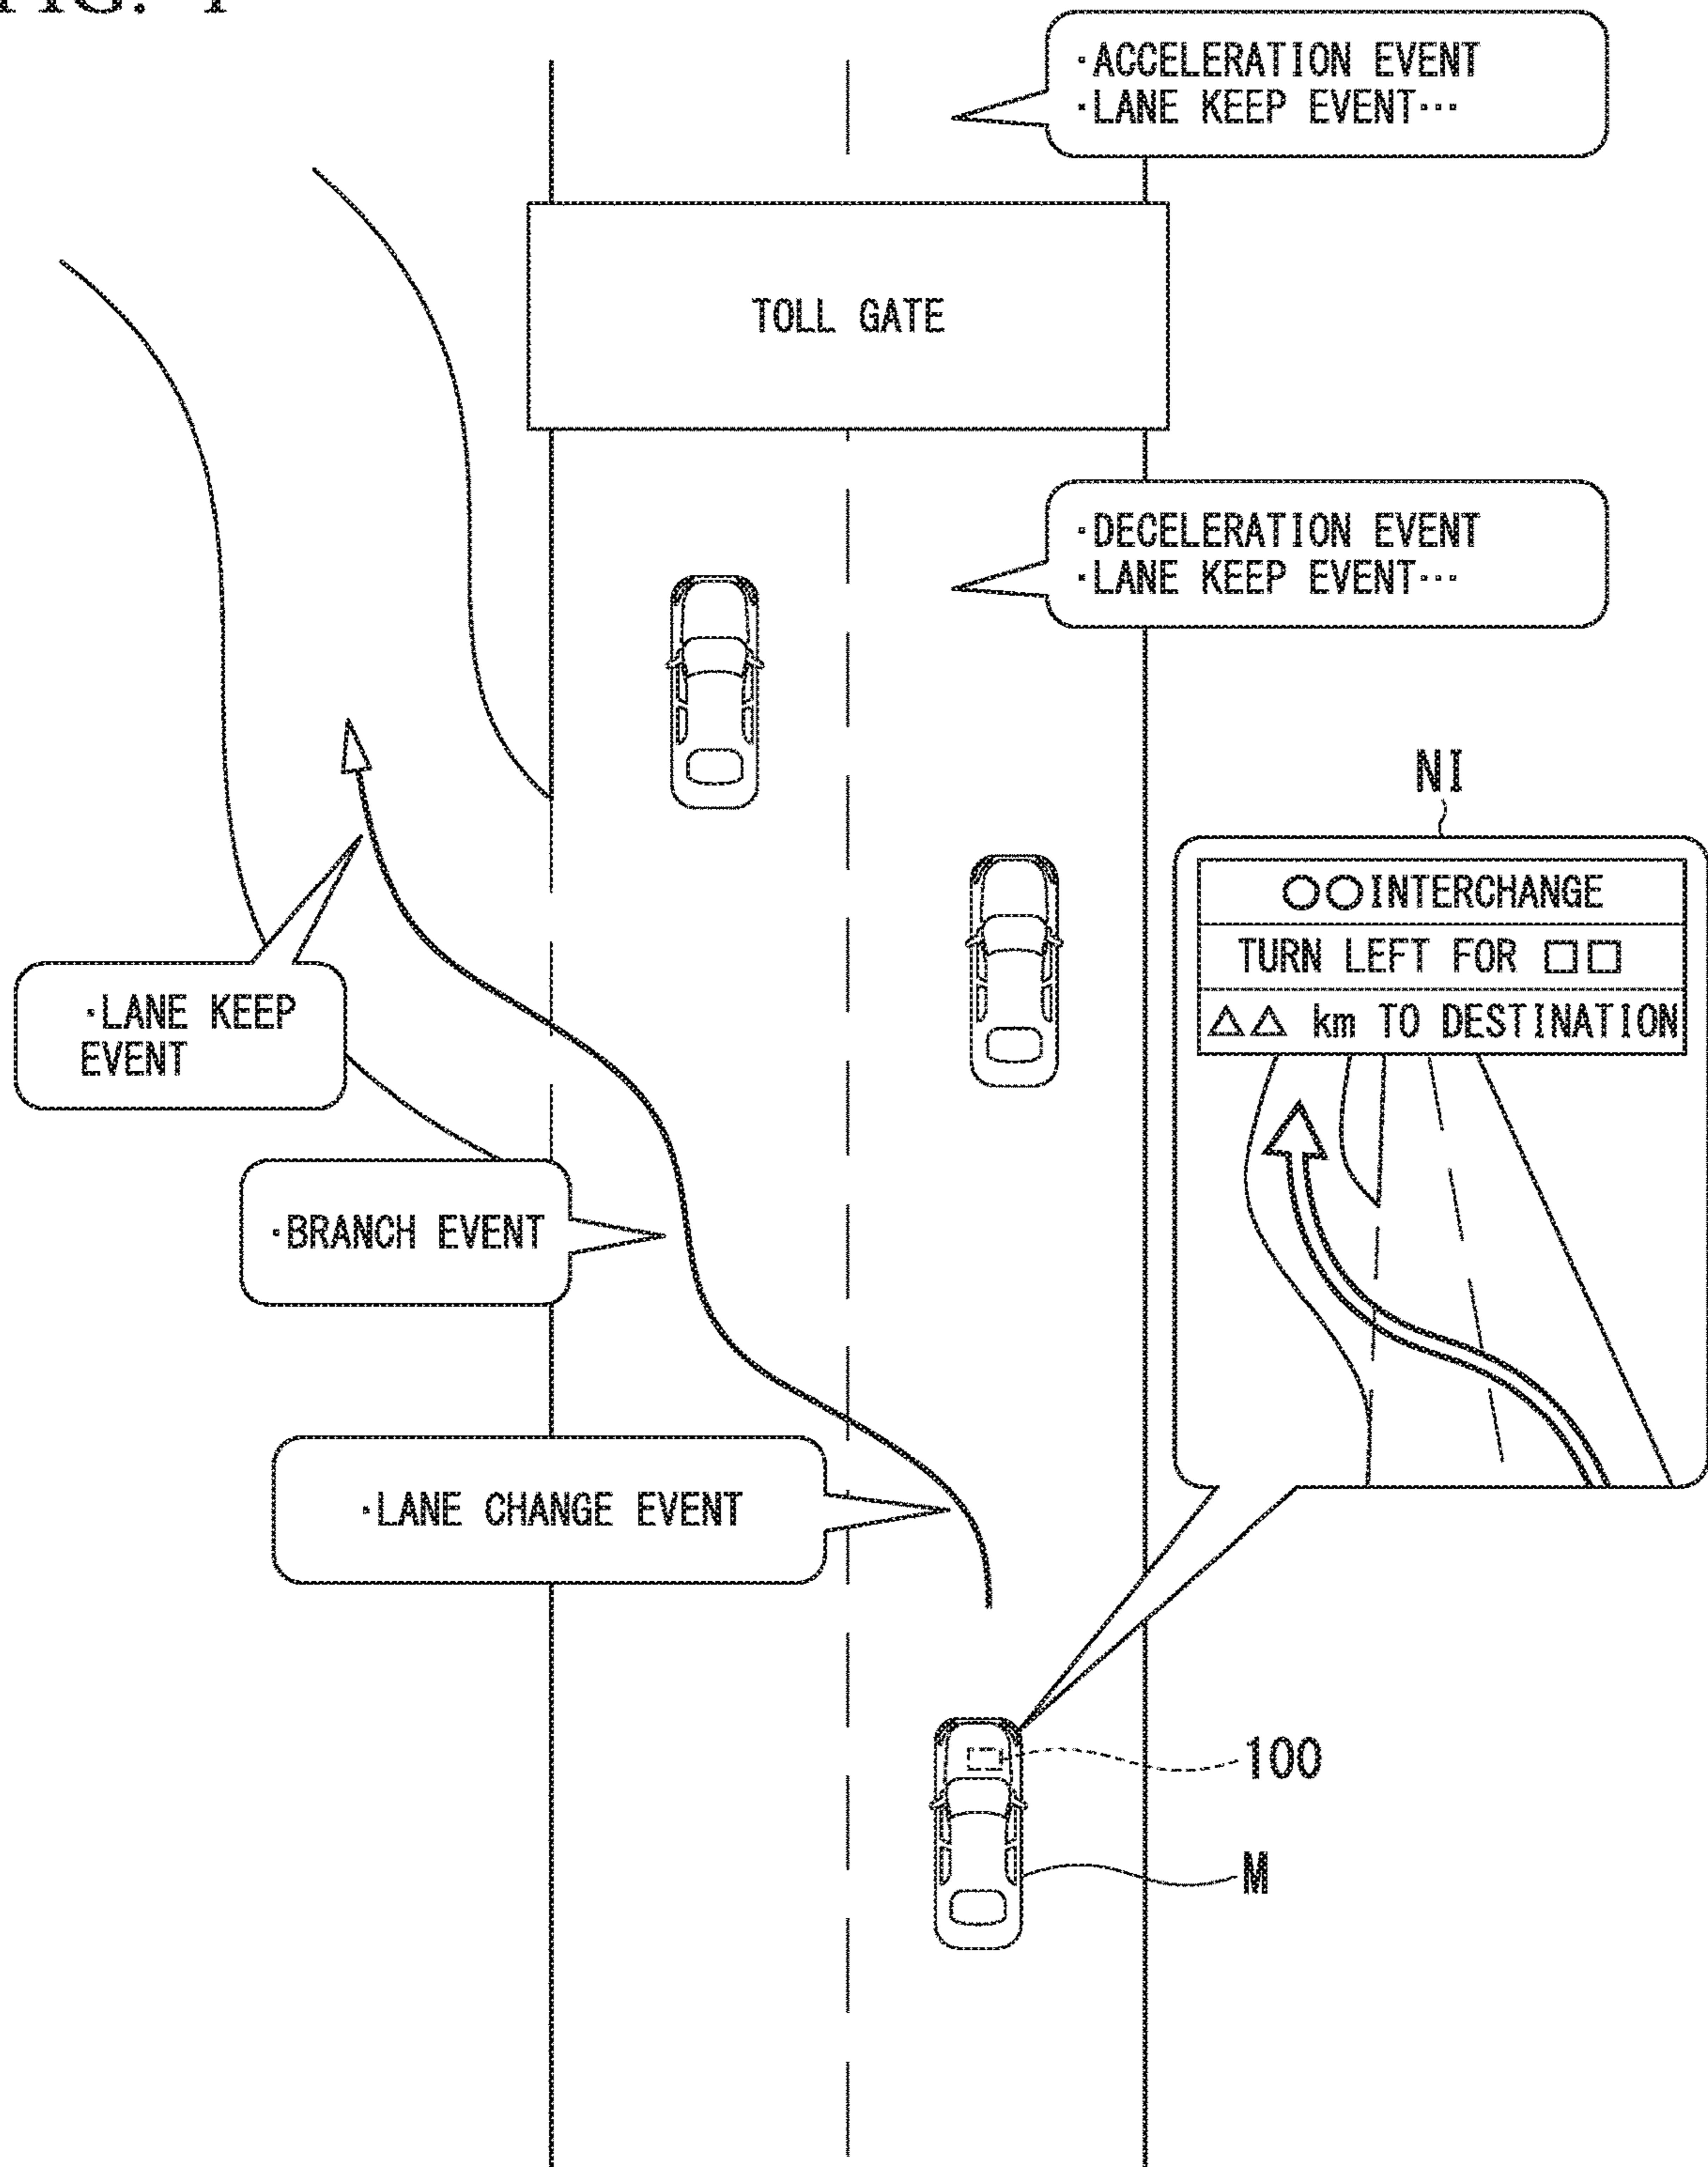 ·ACCELERATION EVENT
·LANE KEEP EVENT···
TOLL GATE
·DECELERATION EVENT
·LANE KEEP EVENT···
NI
○○INTERCHANGE
TURN LEFT FOR □□
△△ km TO DESTINATION
·LANE KEEP
EVENT
·BRANCH EVENT
·LANE CHANGE EVENT
100
M